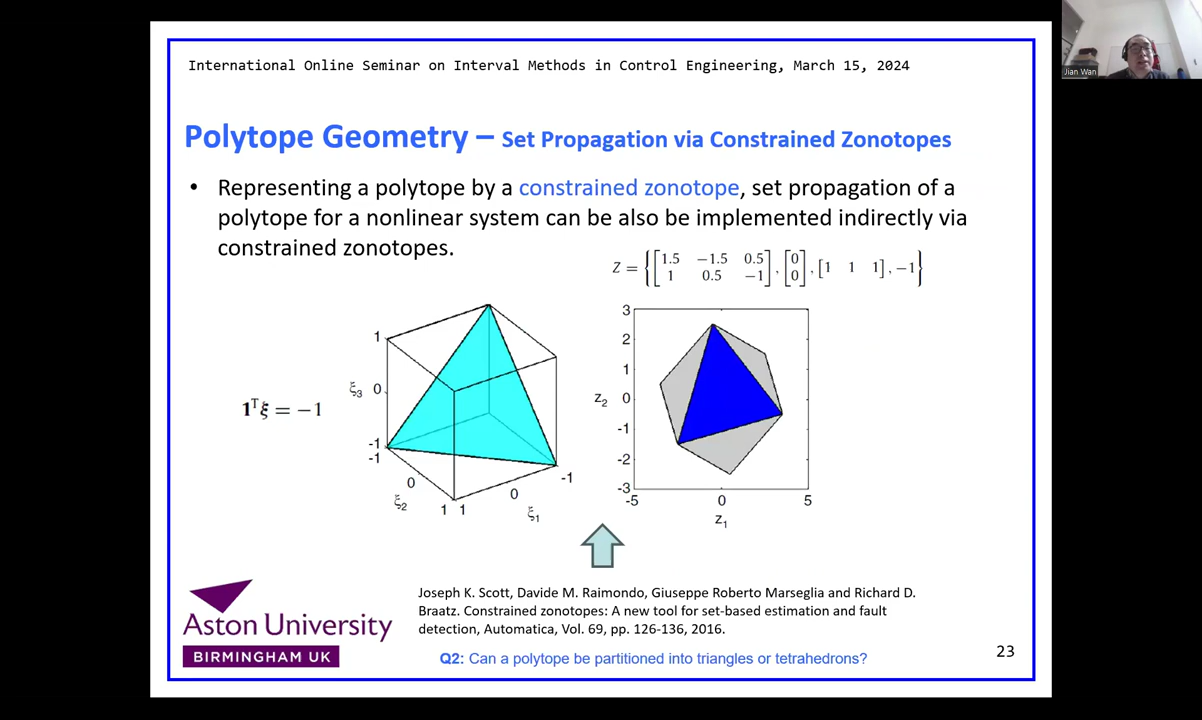 International Online Seminar on Interval Methods in Control Engineering, March 15, 2024
Jian Wan
Polytope Geometry – Set Propagation via Constrained Zonotopes
• Representing a polytope by a constrained zonotope, set propagation of a
polytope for a nonlinear system can be also be implemented indirectly via
constrained zonotopes.
Z = {[1.5 −1.5 0.5
1 0.5 −1], [0
0], [1 1 1], −1}
1ᵀξ = −1
1
ξ3 0
-1
-1
0
ξ2
1 1
0
ξ1
-1
3
2
1
z2 0
-1
-2
-3
-5 0 5
z1
Joseph K. Scott, Davide M. Raimondo, Giuseppe Roberto Marseglia and Richard D.
Braatz. Constrained zonotopes: A new tool for set-based estimation and fault
detection, Automatica, Vol. 69, pp. 126-136, 2016.
Aston University
BIRMINGHAM UK
Q2: Can a polytope be partitioned into triangles or tetrahedrons?
23